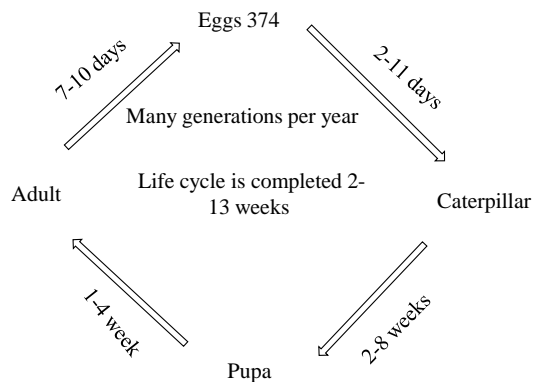 Eggs 374
7-10 days
2-11 days
Many generations per year
Adult
Life cycle is completed 2-
13 weeks
Caterpillar
1-4 week
2-8 weeks
Pupa